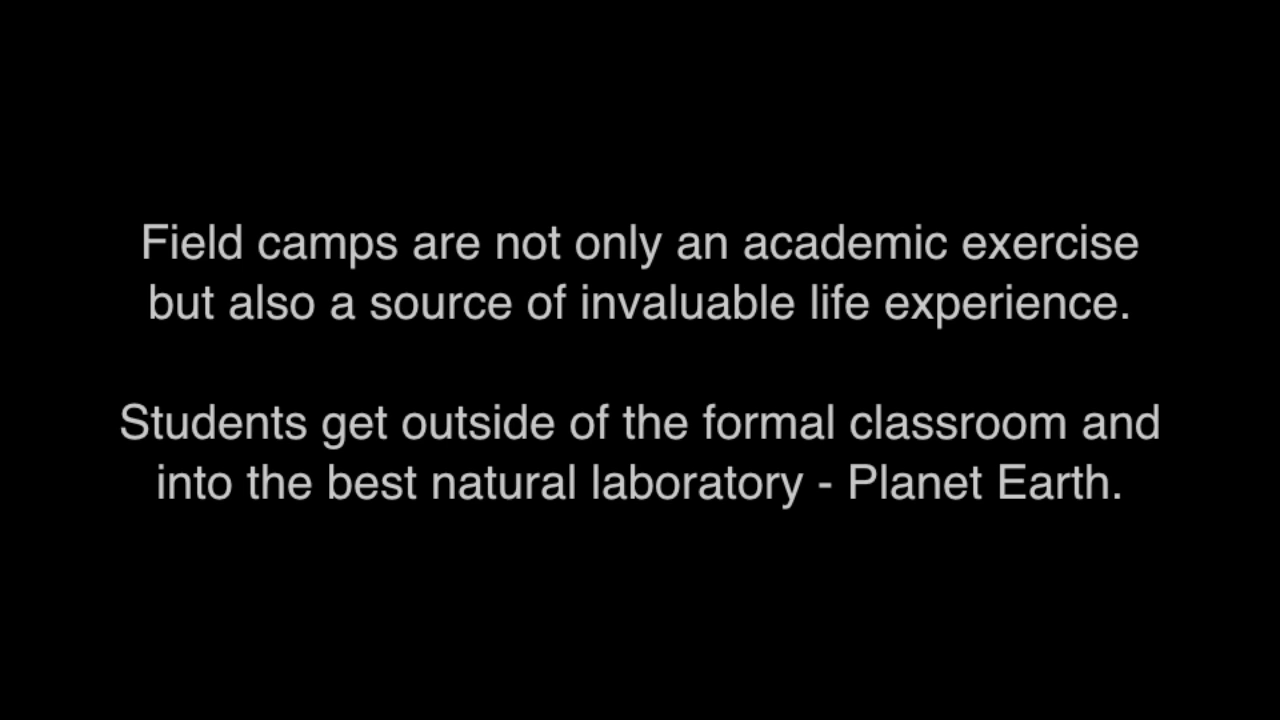 Field camps are not only an academic exercise
but also a source of invaluable life experience.
Students get outside of the formal classroom and
into the best natural laboratory - Planet Earth.